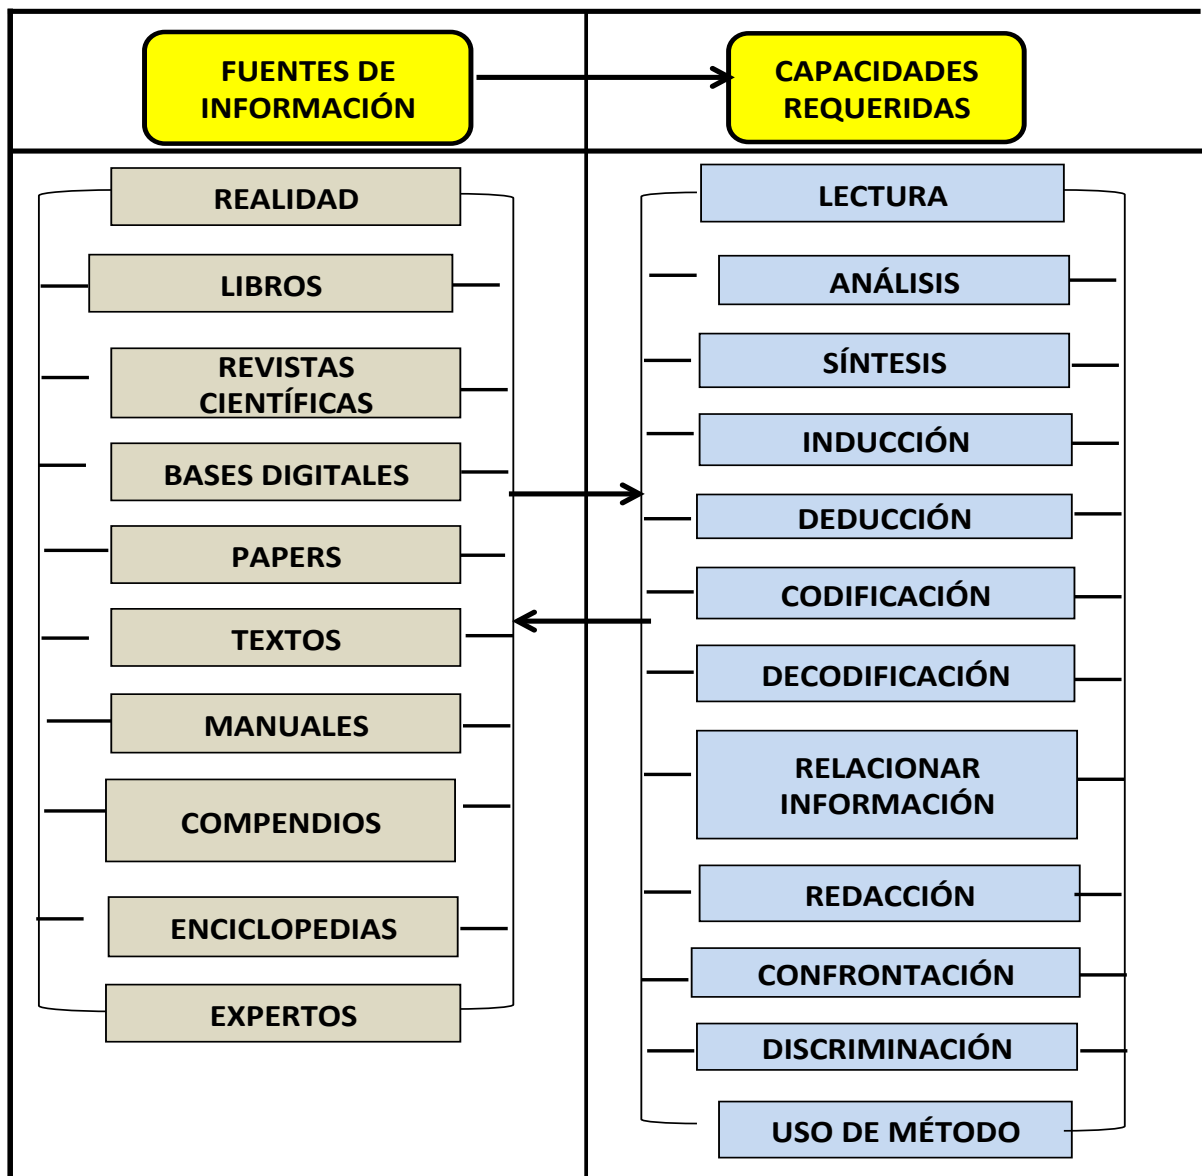 FUENTES DE
INFORMACIÓN
CAPACIDADES
REQUERIDAS
REALIDAD
LIBROS
REVISTAS
CIENTÍFICAS
BASES DIGITALES
PAPERS
TEXTOS
MANUALES
COMPENDIOS
ENCICLOPEDIAS
EXPERTOS
LECTURA
ANÁLISIS
SÍNTESIS
INDUCCIÓN
DEDUCCIÓN
CODIFICACIÓN
DECODIFICACIÓN
RELACIONAR
INFORMACIÓN
REDACCIÓN
CONFRONTACIÓN
DISCRIMINACIÓN
USO DE MÉTODO